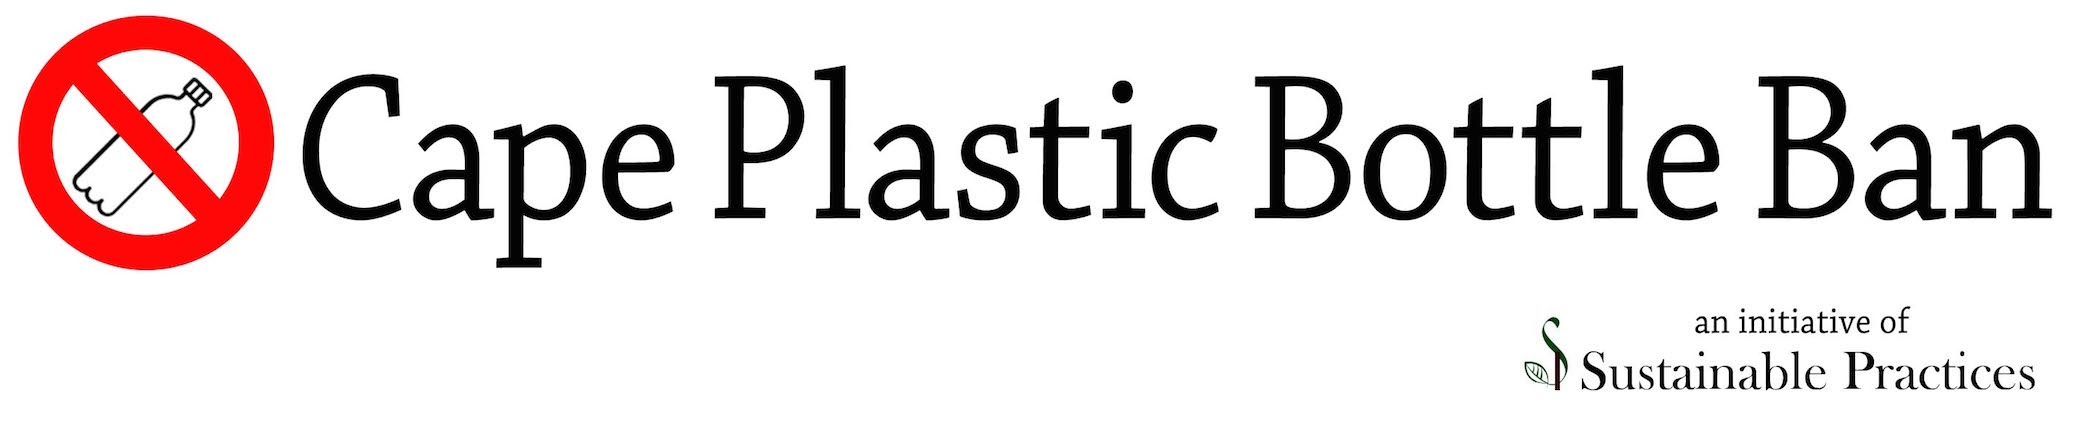 Cape Plastic Bottle Ban
an initiative of
Sustainable Practices